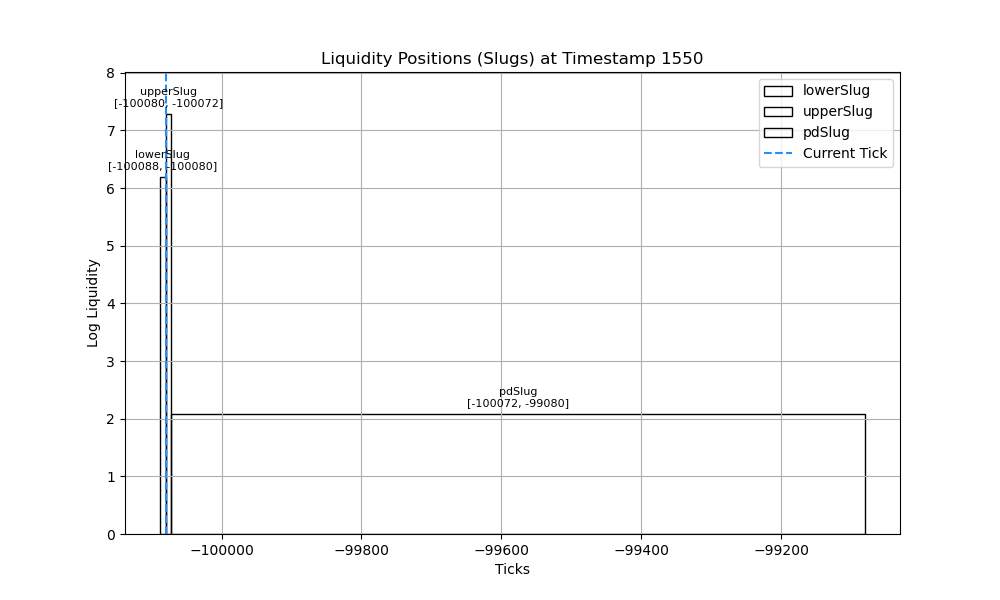 Liquidity Positions (Slugs) at Timestamp 1550
8
7
6
5
4
3
2
1
0
Log Liquidity
upperSlug
[-100080, -100072]
lowerSlug
[-100088, -100080]
pdSlug
[-100072, -99080]
lowerSlug
upperSlug
pdSlug
Current Tick
−100000 −99800 −99600 −99400 −99200
Ticks